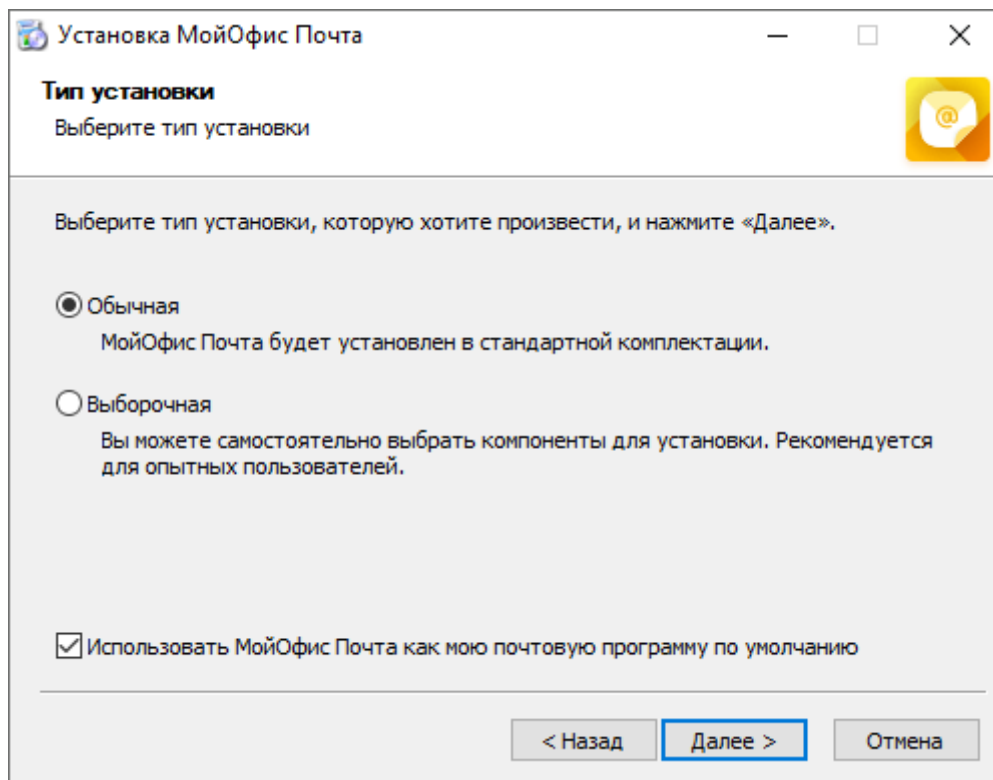 Установка МойОфис Почта
Тип установки
Выберите тип установки
@
Выберите тип установки, которую хотите произвести, и нажмите «Далее».
Обычная
МойОфис Почта будет установлен в стандартной комплектации.
Выборочная
Вы можете самостоятельно выбрать компоненты для установки. Рекомендуется
для опытных пользователей.
Использовать МойОфис Почта как мою почтовую программу по умолчанию
< Назад
Далее >
Отмена